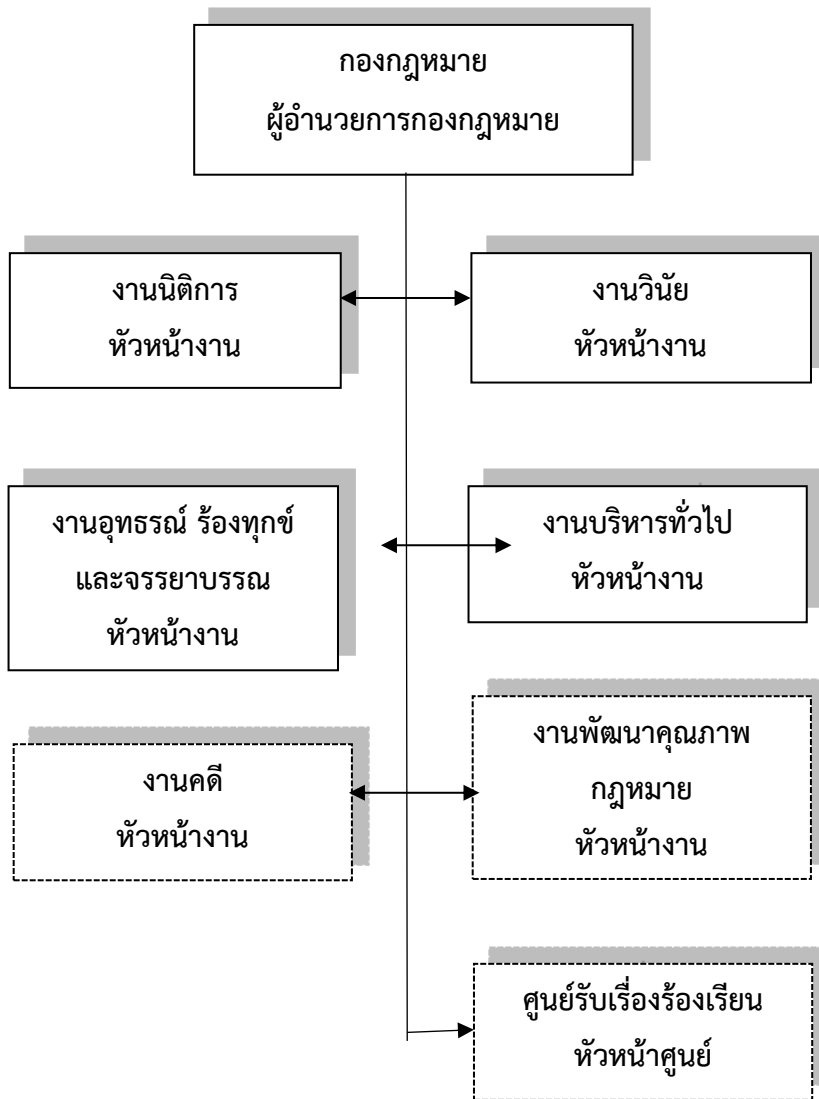 กองกฎหมาย
ผู้อำนวยการกองกฎหมาย
งานนิติการ
หัวหน้างาน
งานวินัย
หัวหน้างาน
งานอุทธรณ์ ร้องทุกข์
และจรรยาบรรณ
หัวหน้างาน
งานบริหารทั่วไป
หัวหน้างาน
งานคดี
หัวหน้างาน
งานพัฒนาคุณภาพ
กฎหมาย
หัวหน้างาน
ศูนย์รับเรื่องร้องเรียน
หัวหน้าศูนย์